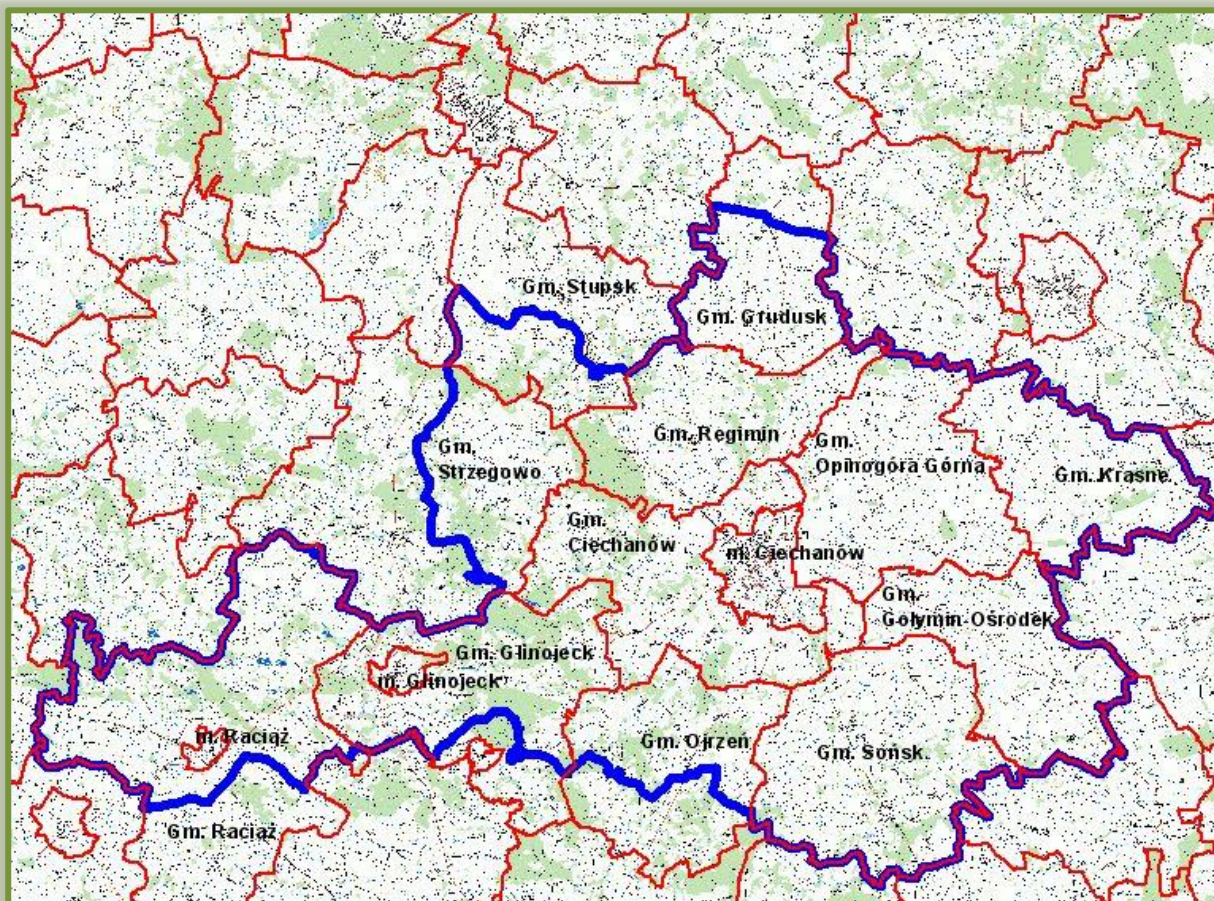 Gm. Stupsk
Gm. Grudusk
Gm. Regimin
Gm.
Opinogóra Górna
Gm. Krasne.
Gm.
Strzegowo
Gm.
Ciechanów
m. Ciechanów
Gm.
Gołymin Ośrodek
Gm. Glinojeck
m. Glinojeck
m. Raciąż
Gm. Ojrzeń
Gm. Sońsk.
Gm. Raciąż